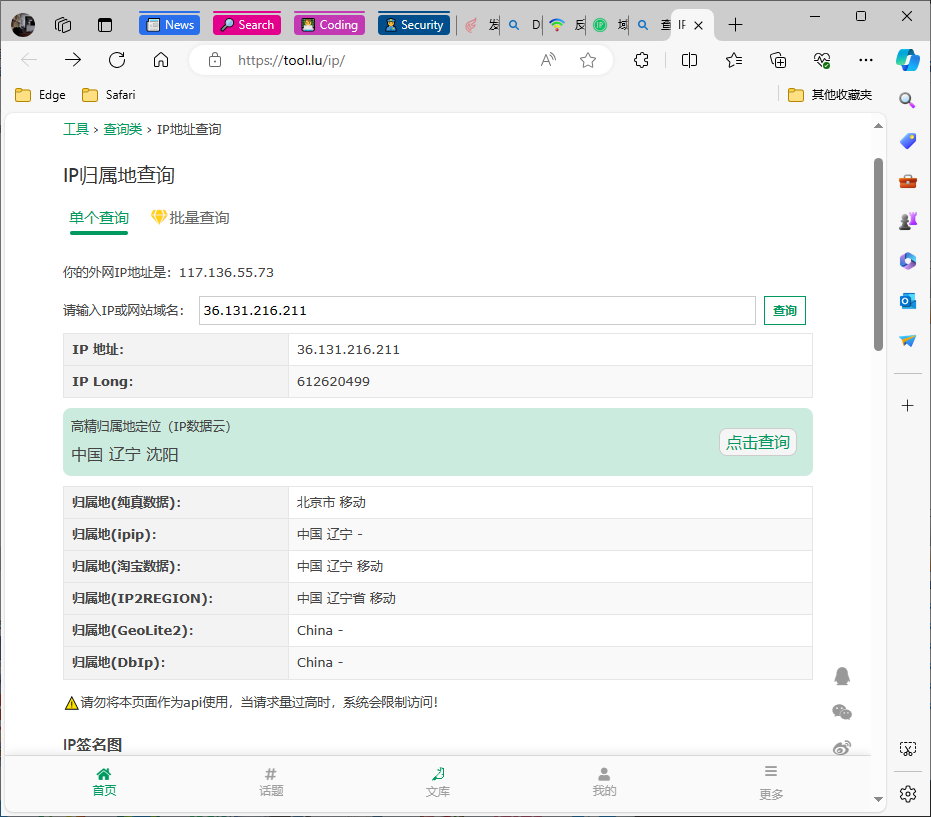 News
Search
Coding
Security
发
D
反
域
查
IP
https://tool.lu/ip/
Edge
Safari
其他收藏夹
工具 › 查询类 › IP地址查询
IP归属地查询
单个查询
批量查询
你的外网IP地址是：117.136.55.73
请输入IP或网站域名：
36.131.216.211
查询
IP 地址:
36.131.216.211
IP Long:
612620499
高精归属地定位（IP数据云）
中国 辽宁 沈阳
点击查询
归属地(纯真数据):
北京市 移动
归属地(ipip):
中国 辽宁 -
归属地(淘宝数据):
中国 辽宁 移动
归属地(IP2REGION):
中国 辽宁省 移动
归属地(GeoLite2):
China -
归属地(DbIp):
China -
请勿将本页面作为api使用，当请求量过高时，系统会限制访问！
IP签名图
首页
话题
文库
我的
更多